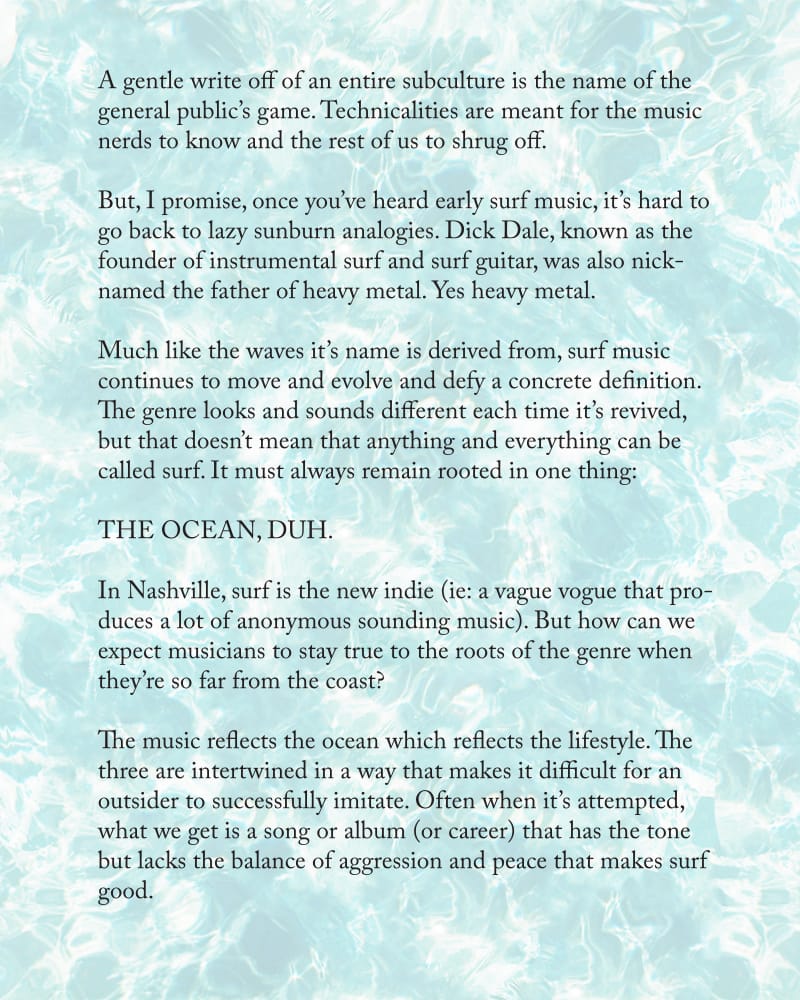 A gentle write off of an entire subculture is the name of the
general public's game. Technicalities are meant for the music
nerds to know and the rest of us to shrug off.
But, I promise, once you've heard early surf music, it's hard to
go back to lazy sunburn analogies. Dick Dale, known as the
founder of instrumental surf and surf guitar, was also nick-
named the father of heavy metal. Yes heavy metal.
Much like the waves it's name is derived from, surf music
continues to move and evolve and defy a concrete definition.
The genre looks and sounds different each time it's revived,
but that doesn't mean that anything and everything can be
called surf. It must always remain rooted in one thing:
THE OCEAN, DUH.
In Nashville, surf is the new indie (ie: a vague vogue that pro-
duces a lot of anonymous sounding music). But how can we
expect musicians to stay true to the roots of the genre when
they're so far from the coast?
The music reflects the ocean which reflects the lifestyle. The
three are intertwined in a way that makes it difficult for an
outsider to successfully imitate. Often when it's attempted,
what we get is a song or album (or career) that has the tone
but lacks the balance of aggression and peace that makes surf
good.